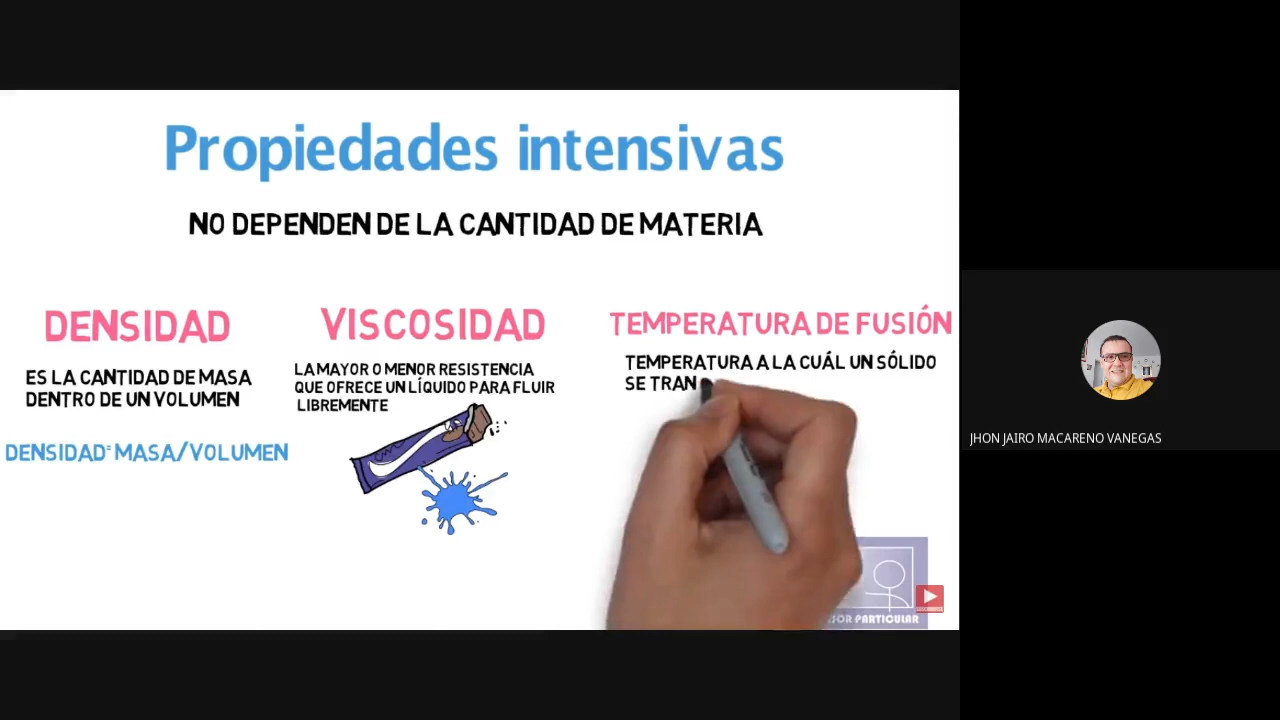 Propiedades intensivas
NO DEPENDEN DE LA CANTIDAD DE MATERIA
DENSIDAD
ES LA CANTIDAD DE MASA
DENTRO DE UN VOLUMEN
DENSIDAD= MASA/VOLUMEN
VISCOSIDAD
LA MAYOR O MENOR RESISTENCIA
QUE OFRECE UN LÍQUIDO PARA FLUIR
LIBREMENTE
TEMPERATURA DE FUSIÓN
TEMPERATURA A LA CUÁL UN SÓLIDO
SE TRAN
PARTICULAR
JHON JAIRO MACARENO VANEGAS